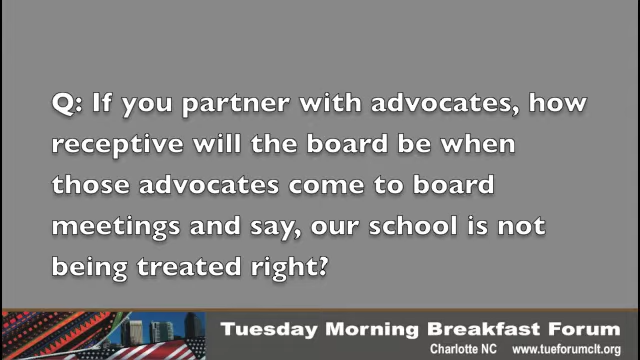 Q: If you partner with advocates, how
receptive will the board be when
those advocates come to board
meetings and say, our school is not
being treated right?
Tuesday Morning Breakfast Forum
Charlotte NC www.tueforumclt.org